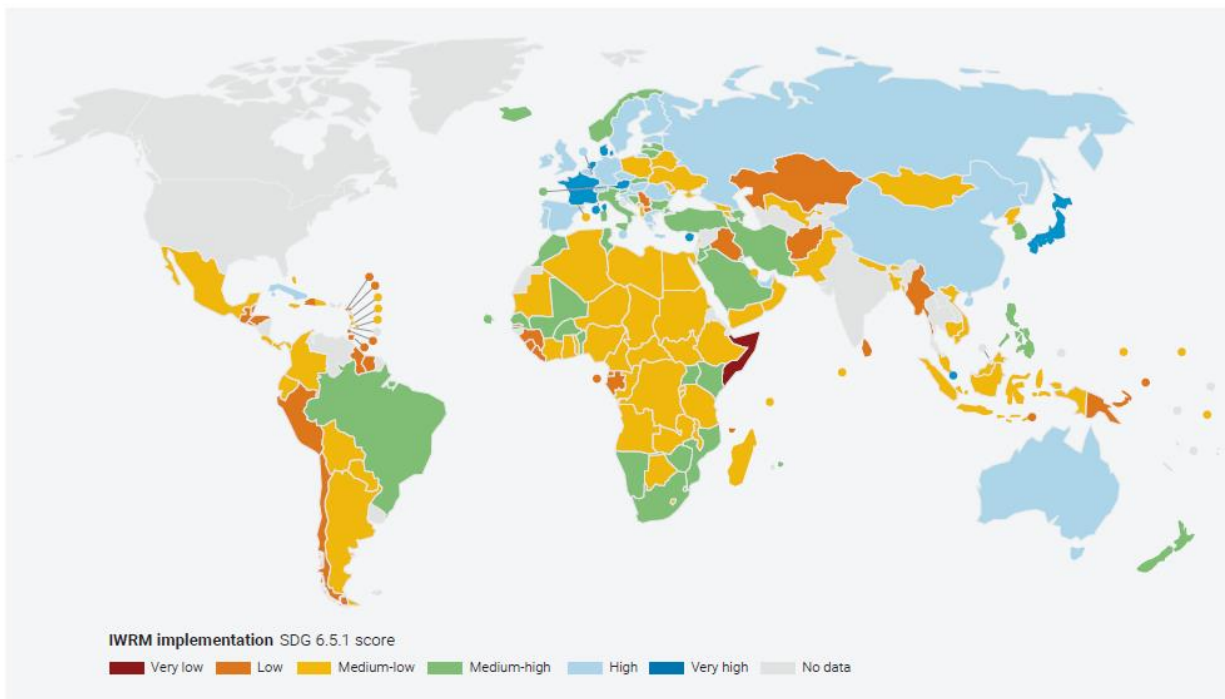 IWRM implementation SDG 6.5.1 score
Very low Low Medium-low Medium-high High Very high No data